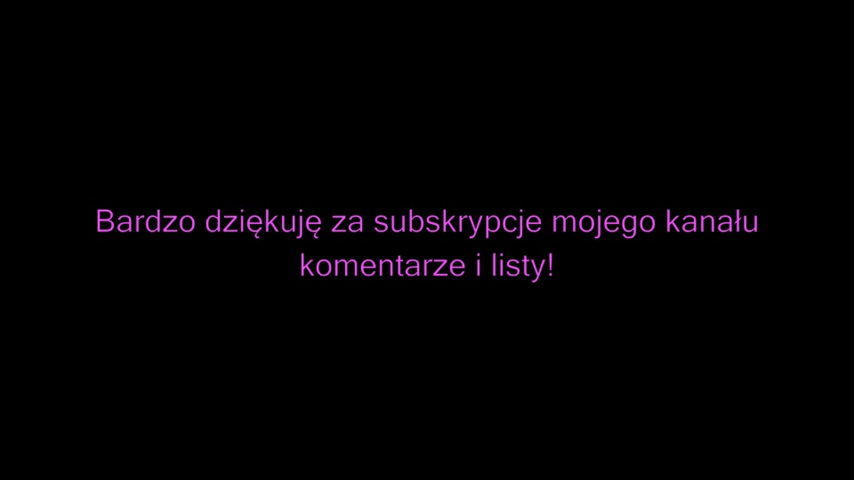 Bardzo dziękuję za subskrypcje mojego kanału
komentarze i listy!